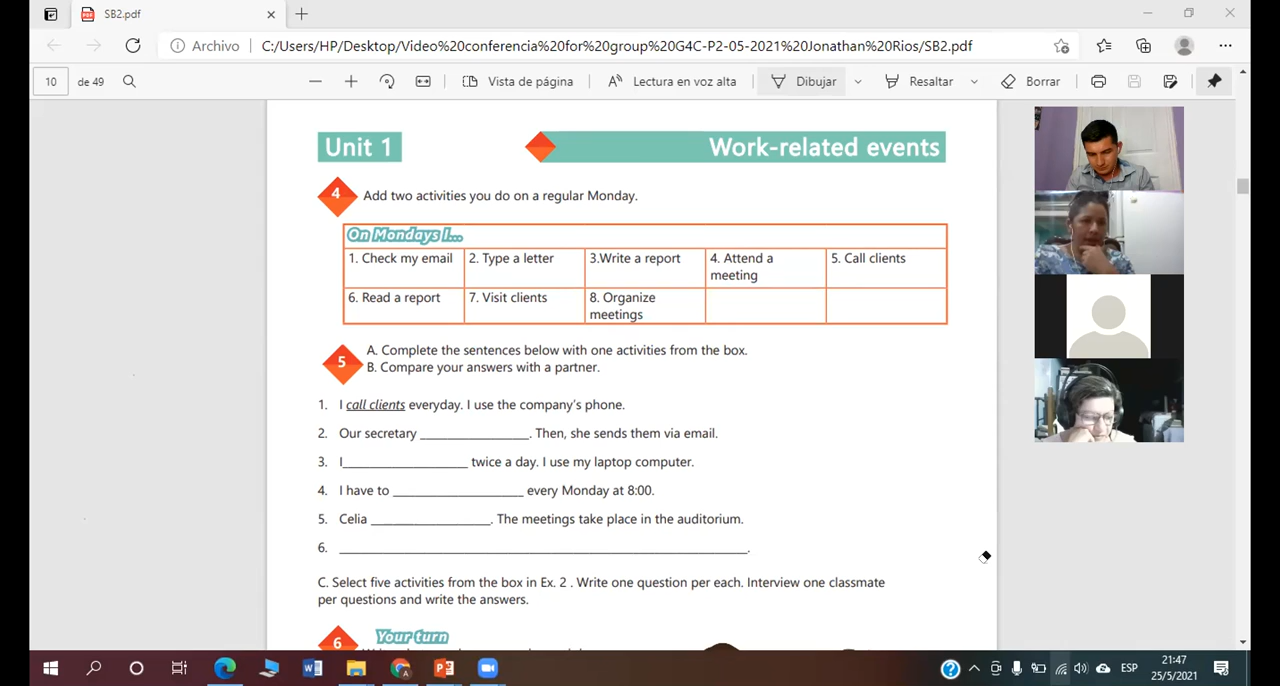 SB2.pdf
Archivo
C:/Users/HP/Desktop/Video%20conferencia%20for%20group%20G4C-P2-05-2021%20Jonathan%20Rios/SB2.pdf
10 de 49
Vista de página
Lectura en voz alta
Dibujar
Resaltar
Borrar
Unit 1
Work-related events
4 Add two activities you do on a regular Monday.
On Mondays I...
1. Check my email
2. Type a letter
3.Write a report
4. Attend a
meeting
5. Call clients
6. Read a report
7. Visit clients
8. Organize
meetings
5
A. Complete the sentences below with one activities from the box.
B. Compare your answers with a partner.
1. I call clients everyday. I use the company's phone.
2. Our secretary ________________. Then, she sends them via email.
3. I__________________ twice a day. I use my laptop computer.
4. I have to ___________________ every Monday at 8:00.
5. Celia _________________. The meetings take place in the auditorium.
6. ____________________________________________________________.
C. Select five activities from the box in Ex. 2 . Write one question per each. Interview one classmate
per questions and write the answers.
6 Your turn
ESP
21:47
25/5/2021